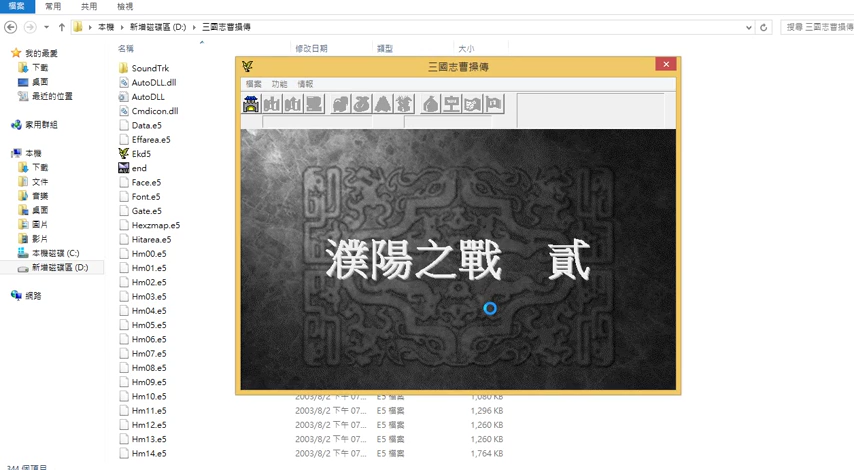 檔案 常用 共用 檢視
本機 新增磁碟區 (D:) 三國志曹操傳
搜尋 三國志曹操傳
名稱 修改日期 類型 大小
我的最愛
下載
桌面
最近的位置
家用群組
本機
下載
文件
音樂
桌面
圖片
影片
本機磁碟 (C:)
新增磁碟區 (D:)
網路
SoundTrk
AutoDLL.dll
AutoDLL
Cmdicon.dll
Data.e5
Effarea.e5
Ekd5
end
Face.e5
Font.e5
Gate.e5
Hexzmap.e5
Hitarea.e5
Hm00.e5
Hm01.e5
Hm02.e5
Hm03.e5
Hm04.e5
Hm05.e5
Hm06.e5
Hm07.e5
Hm08.e5
Hm09.e5
Hm10.e5 2003/8/2 下午 07... E5 檔案 1,080 KB
Hm11.e5 2003/8/2 下午 07... E5 檔案 1,296 KB
Hm12.e5 2003/8/2 下午 07... E5 檔案 1,260 KB
Hm13.e5 2003/8/2 下午 07... E5 檔案 1,260 KB
Hm14.e5 2003/8/2 下午 07... E5 檔案 1,764 KB
三國志曹操傳
檔案 功能 情報
濮陽之戰 貳
344 個項目